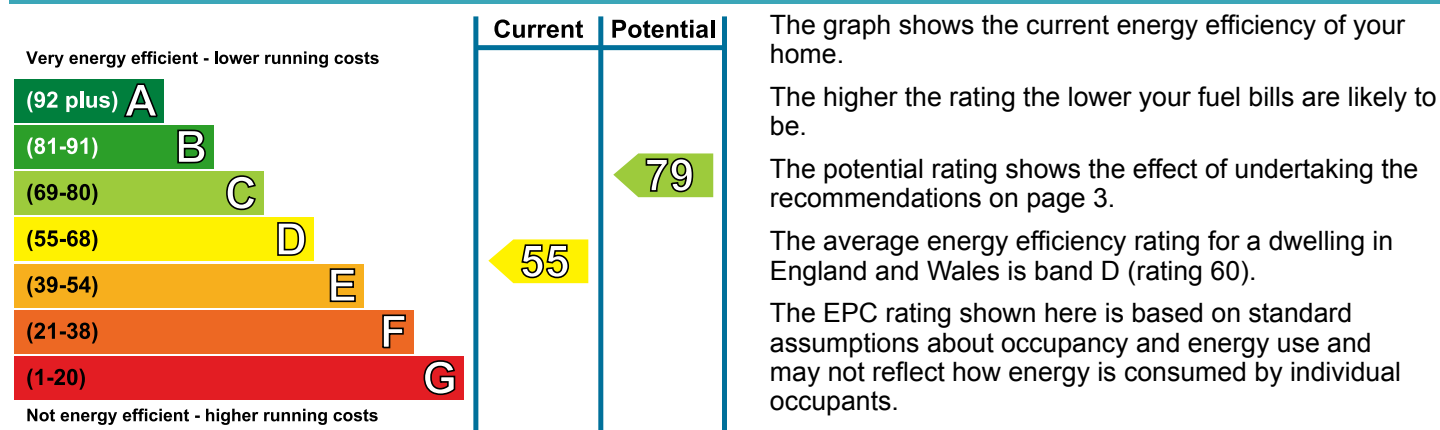 Current Potential
Very energy efficient - lower running costs
(92 plus) A
(81-91) B
(69-80) C
(55-68) D
(39-54) E
(21-38) F
(1-20) G
Not energy efficient - higher running costs
55
79
The graph shows the current energy efficiency of your
home.
The higher the rating the lower your fuel bills are likely to
be.
The potential rating shows the effect of undertaking the
recommendations on page 3.
The average energy efficiency rating for a dwelling in
England and Wales is band D (rating 60).
The EPC rating shown here is based on standard
assumptions about occupancy and energy use and
may not reflect how energy is consumed by individual
occupants.